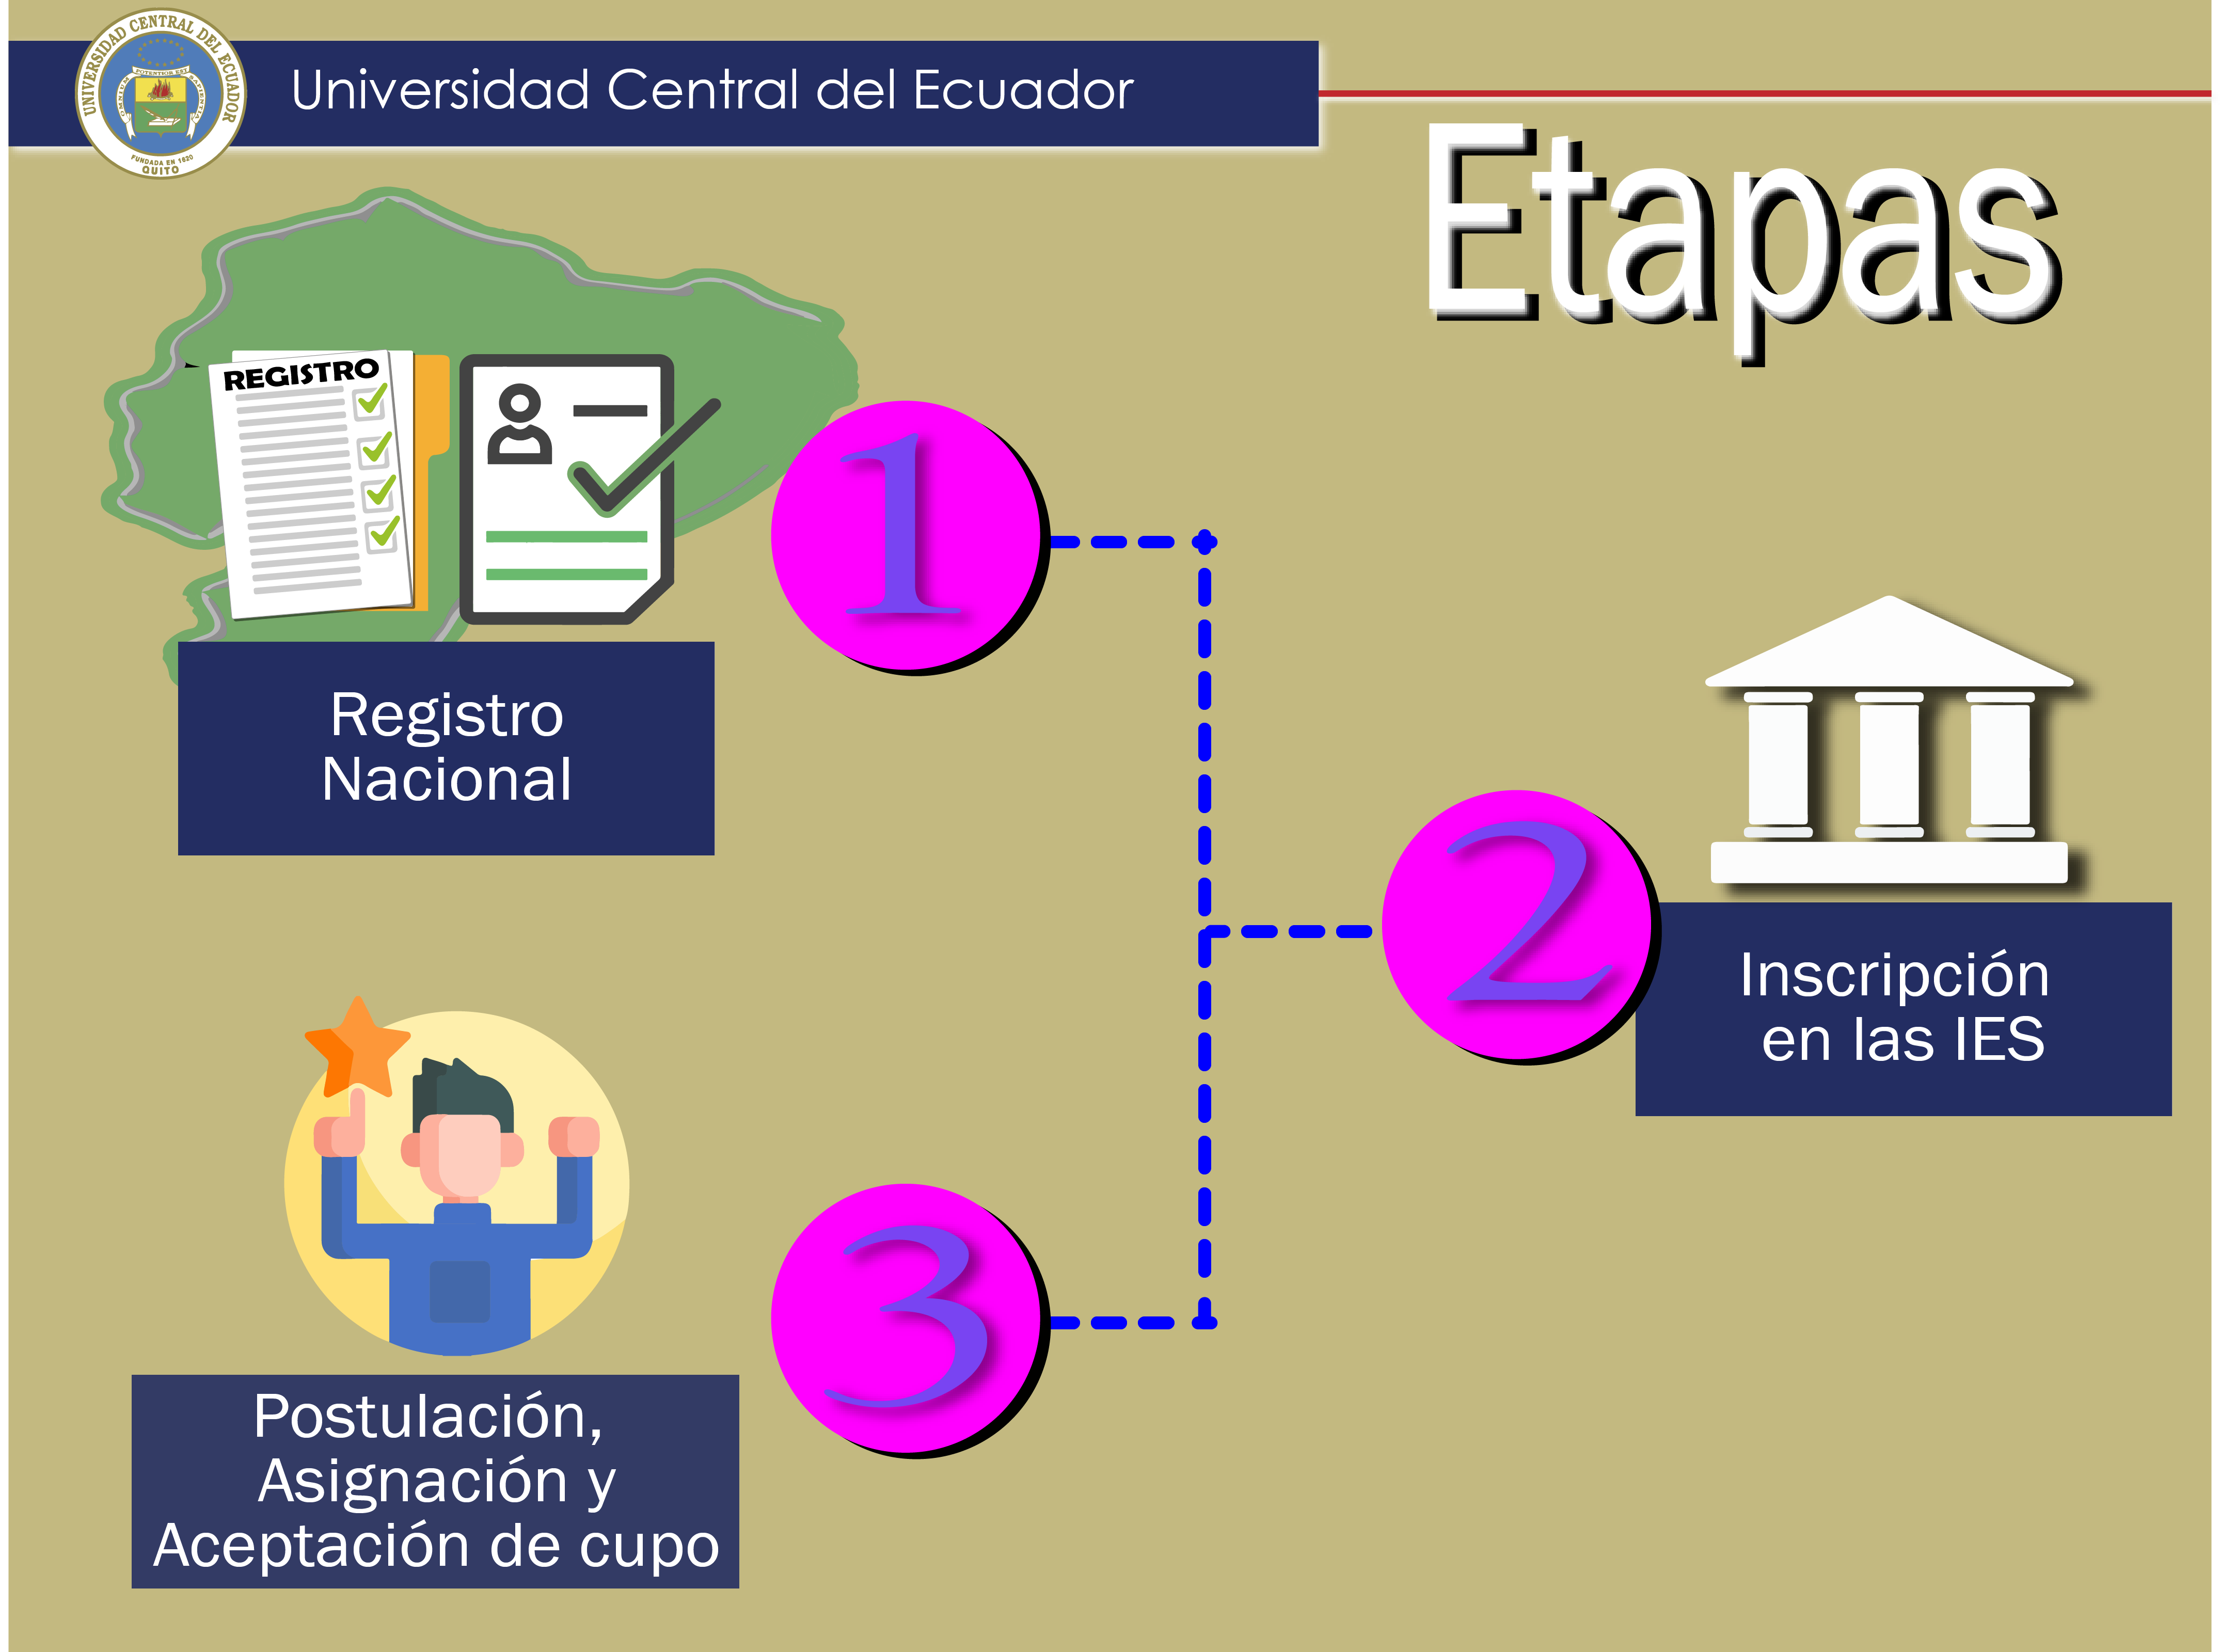 UNIVERSIDAD CENTRAL DEL ECUADOR
FUNDADA EN 1820
QUITO
Universidad Central del Ecuador
Etapas
REGISTRO
1
Registro
Nacional
2
Inscripción
en las IES
3
Postulación,
Asignación y
Aceptación de cupo